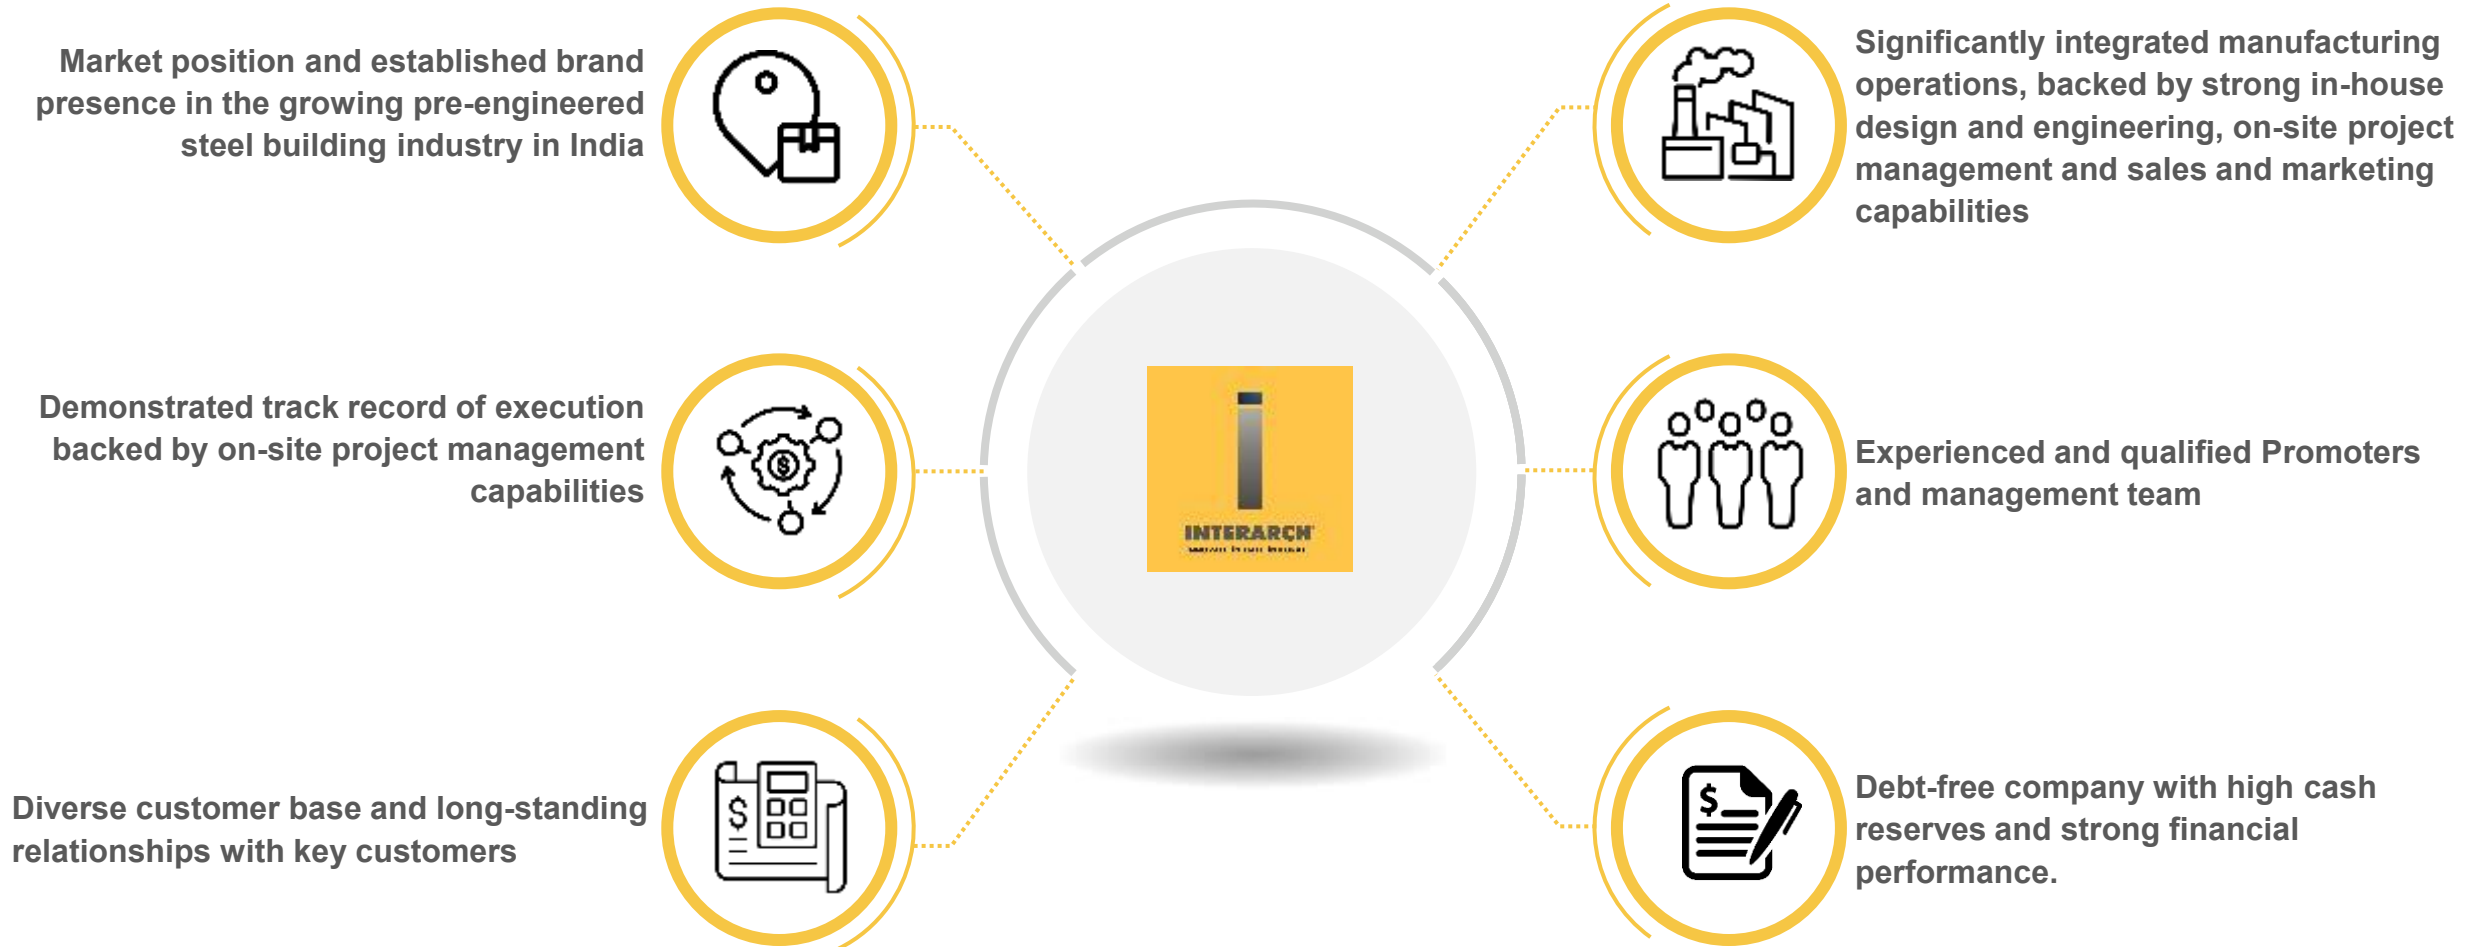 Market position and established brand
presence in the growing pre-engineered
steel building industry in India
Demonstrated track record of execution
backed by on-site project management
capabilities
Diverse customer base and long-standing
relationships with key customers
INTERARCH
Significantly integrated manufacturing
operations, backed by strong in-house
design and engineering, on-site project
management and sales and marketing
capabilities
Experienced and qualified Promoters
and management team
Debt-free company with high cash
reserves and strong financial
performance.